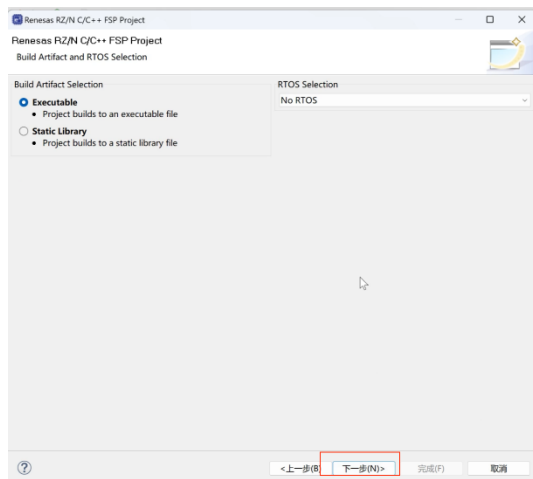 Renesas RZ/N C/C++ FSP Project
Renesas RZ/N C/C++ FSP Project
Build Artifact and RTOS Selection
Build Artifact Selection
Executable
• Project builds to an executable file
Static Library
• Project builds to a static library file
RTOS Selection
No RTOS
<上一步(B)
下一步(N)>
完成(F)
取消